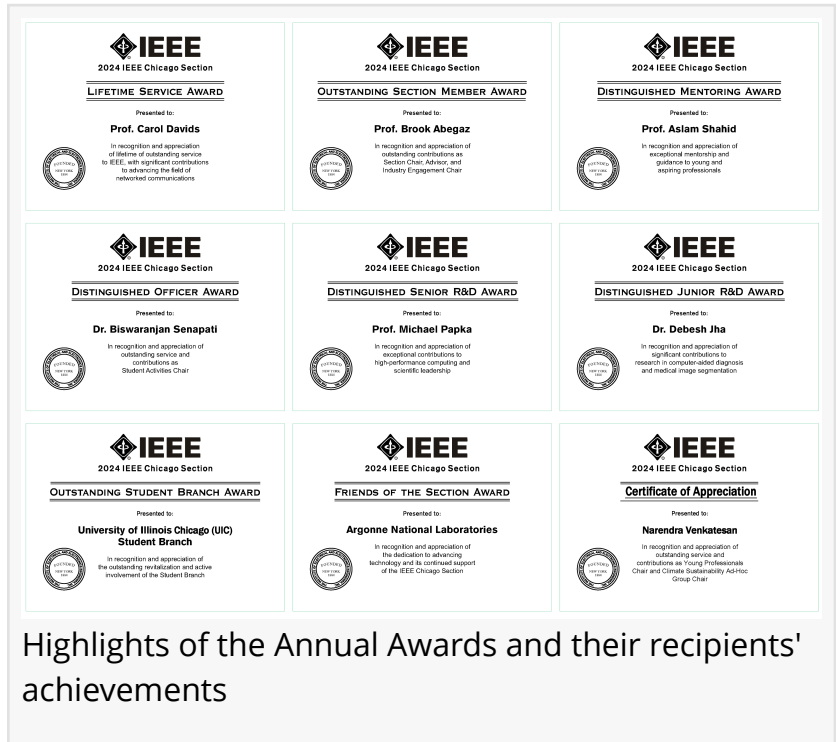 IEEE
2024 IEEE Chicago Section
LIFETIME SERVICE AWARD
Presented to:
Prof. Carol Davids
In recognition and appreciation
of lifetime of outstanding service
to IEEE, with significant contributions
to advancing the field of
networked communications
IEEE
2024 IEEE Chicago Section
OUTSTANDING SECTION MEMBER AWARD
Presented to:
Prof. Brook Abegaz
In recognition and appreciation of
outstanding contributions as
Section Chair, Advisor, and
Industry Engagement Chair
IEEE
2024 IEEE Chicago Section
DISTINGUISHED MENTORING AWARD
Presented to:
Prof. Aslam Shahid
In recognition and appreciation of
exceptional mentorship and
guidance to young and
aspiring professionals
IEEE
2024 IEEE Chicago Section
DISTINGUISHED OFFICER AWARD
Presented to:
Dr. Biswaranjan Senapati
In recognition and appreciation of
outstanding service and
contributions as
Student Activities Chair
IEEE
2024 IEEE Chicago Section
DISTINGUISHED SENIOR R&D AWARD
Presented to:
Prof. Michael Papka
In recognition and appreciation of
exceptional contributions to
high-performance computing and
scientific leadership
IEEE
2024 IEEE Chicago Section
DISTINGUISHED JUNIOR R&D AWARD
Presented to:
Dr. Debesh Jha
In recognition and appreciation of
significant contributions to
research in computer-aided diagnosis
and medical image segmentation
IEEE
2024 IEEE Chicago Section
OUTSTANDING STUDENT BRANCH AWARD
Presented to:
University of Illinois Chicago (UIC)
Student Branch
In recognition and appreciation of
the outstanding revitalization and active
involvement of the Student Branch
IEEE
2024 IEEE Chicago Section
FRIENDS OF THE SECTION AWARD
Presented to:
Argonne National Laboratories
In recognition and appreciation of
the dedication to advancing
technology and its continued support
of the IEEE Chicago Section
IEEE
2024 IEEE Chicago Section
Certificate of Appreciation
Presented to:
Narendra Venkatesan
In recognition and appreciation of
outstanding service and
contributions as Young Professionals
Chair and Climate Sustainability Ad-Hoc
Group Chair
Highlights of the Annual Awards and their recipients'
achievements